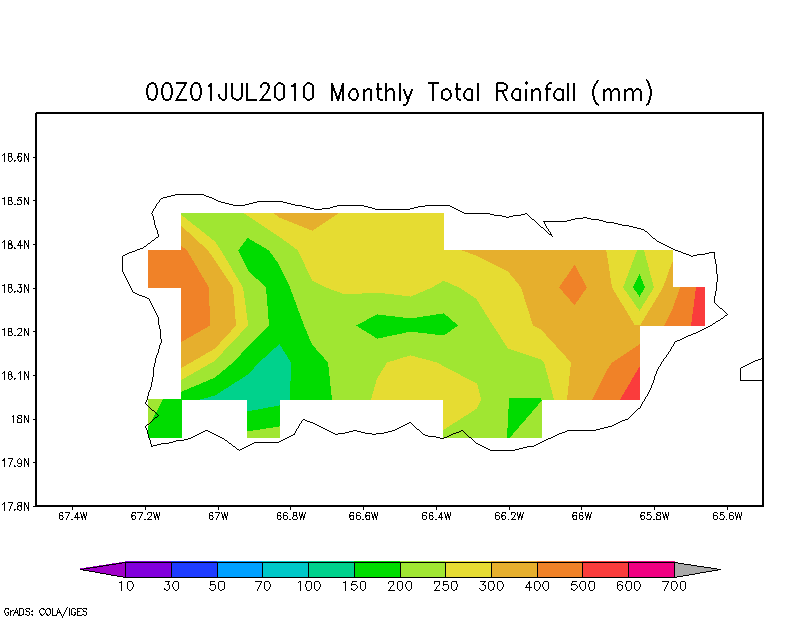 00Z01JUL2010 Monthly Total Rainfall (mm)
18.6N
18.5N
18.4N
18.3N
18.2N
18.1N
18N
17.9N
17.8N
67.4W 67.2W 67W 66.8W 66.6W 66.4W 66.2W 66W 65.8W 65.6W
10 30 50 70 100 150 200 250 300 400 500 600 700
GrADS: COLA/IGES